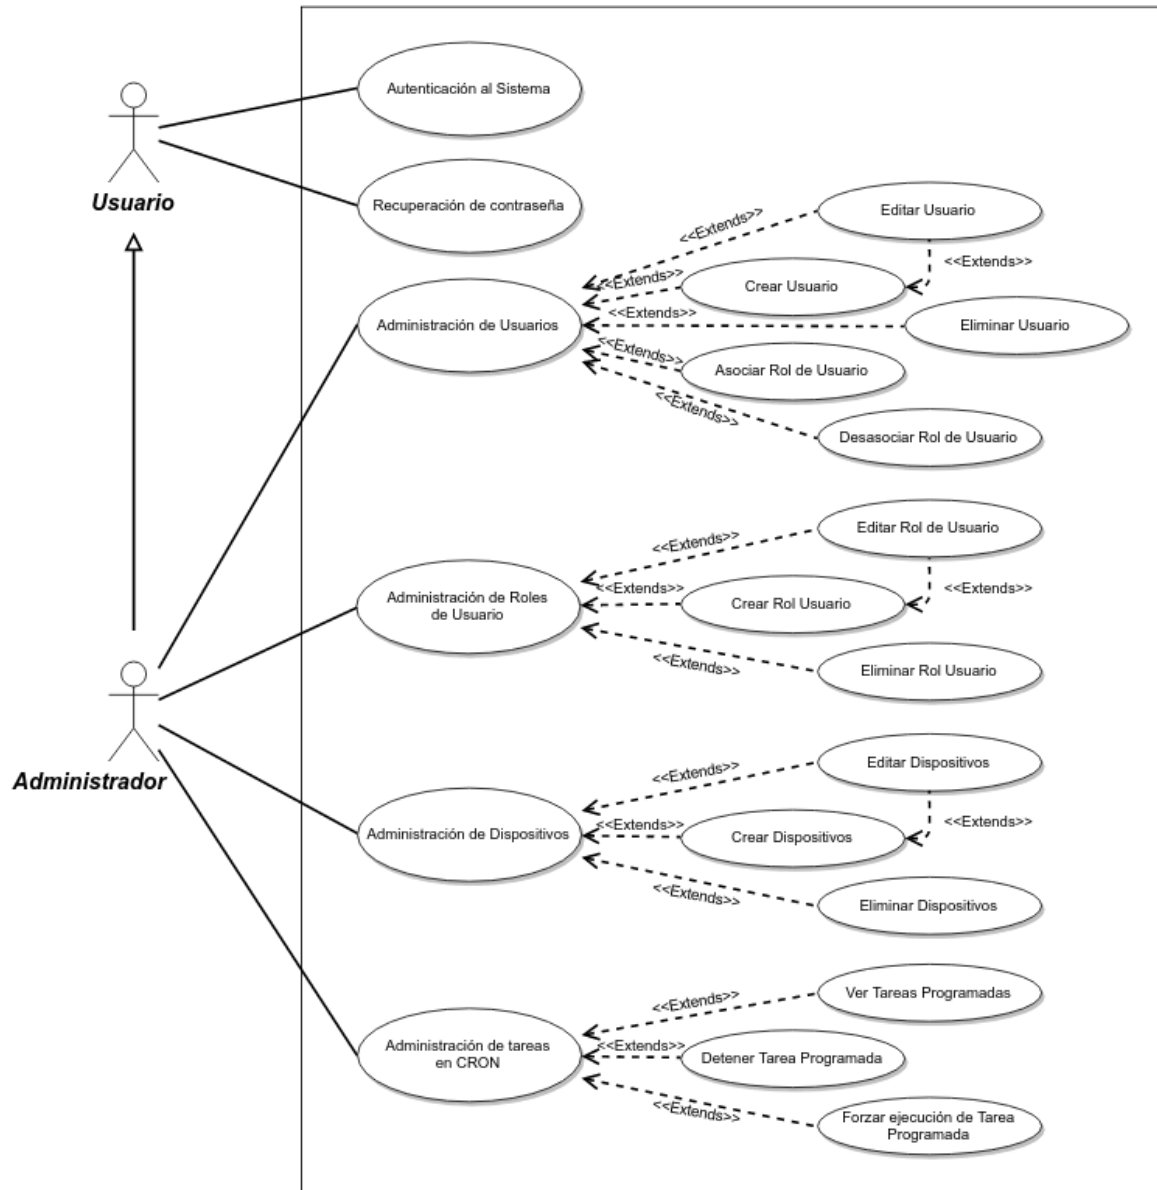 Autenticación al Sistema
Usuario
Recuperación de contraseña
<<Extends>>
Editar Usuario
<<Extends>>
<<Extends>>
Crear Usuario
<<Extends>>
Administración de Usuarios
Eliminar Usuario
<<Extends>>
Asociar Rol de Usuario
<<Extends>>
Desasociar Rol de Usuario
<<Extends>>
Editar Rol de Usuario
<<Extends>>
<<Extends>>
Administración de Roles
de Usuario
Crear Rol Usuario
<<Extends>>
Eliminar Rol Usuario
Administrador
<<Extends>>
Editar Dispositivos
<<Extends>>
<<Extends>>
Administración de Dispositivos
Crear Dispositivos
<<Extends>>
Eliminar Dispositivos
<<Extends>>
Ver Tareas Programadas
Administración de tareas
en CRON
<<Extends>>
Detener Tarea Programada
<<Extends>>
Forzar ejecución de Tarea
Programada